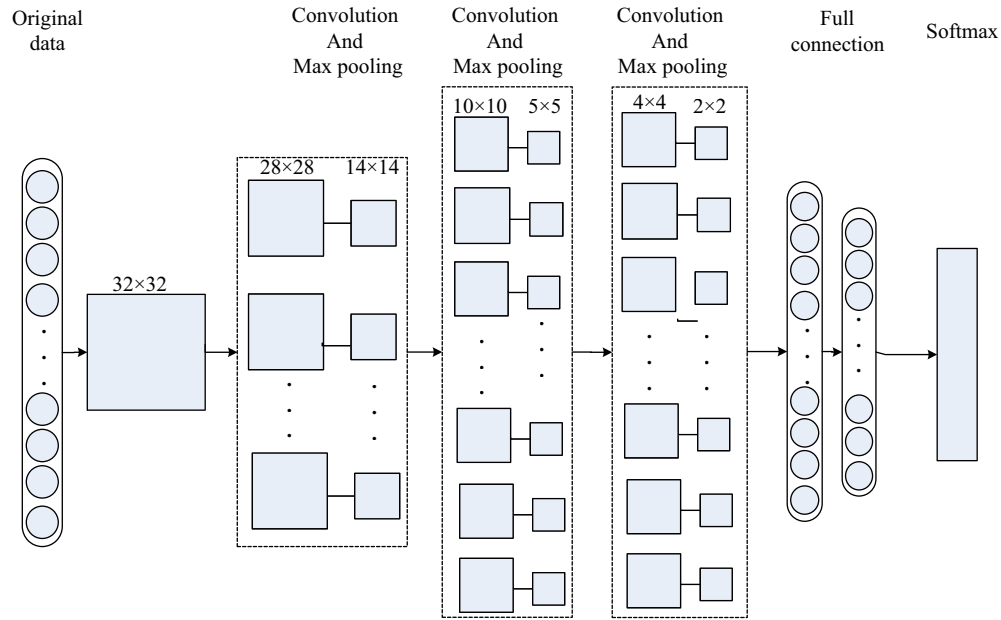 Original
data
Convolution
And
Max pooling
Convolution
And
Max pooling
Convolution
And
Max pooling
Full
connection
Softmax
32×32
28×28
14×14
10×10
5×5
4×4
2×2